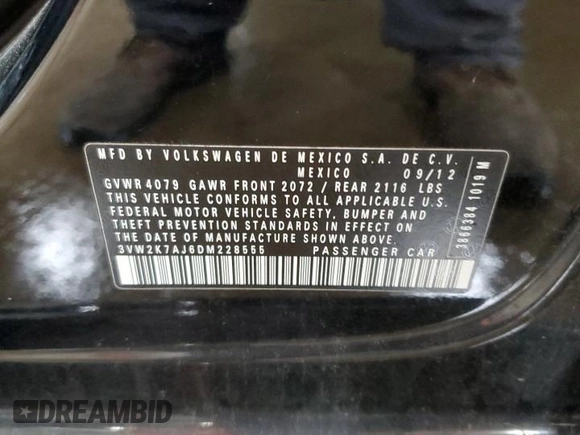 MFD BY VOLKSWAGEN DE MEXICO S.A. DE C.V.
MEXICO 09/12
GVWR 4079 GAWR FRONT 2072 / REAR 2116 LBS
THIS VEHICLE CONFORMS TO ALL APPLICABLE U.S.
FEDERAL MOTOR VEHICLE SAFETY, BUMPER AND
THEFT PREVENTION STANDARDS IN EFFECT ON
THE DATE OF MANUFACTURE SHOWN ABOVE.
3VW2K7AJ6DM228555 PASSENGER CAR
3866384 1019 M
DREAMBID